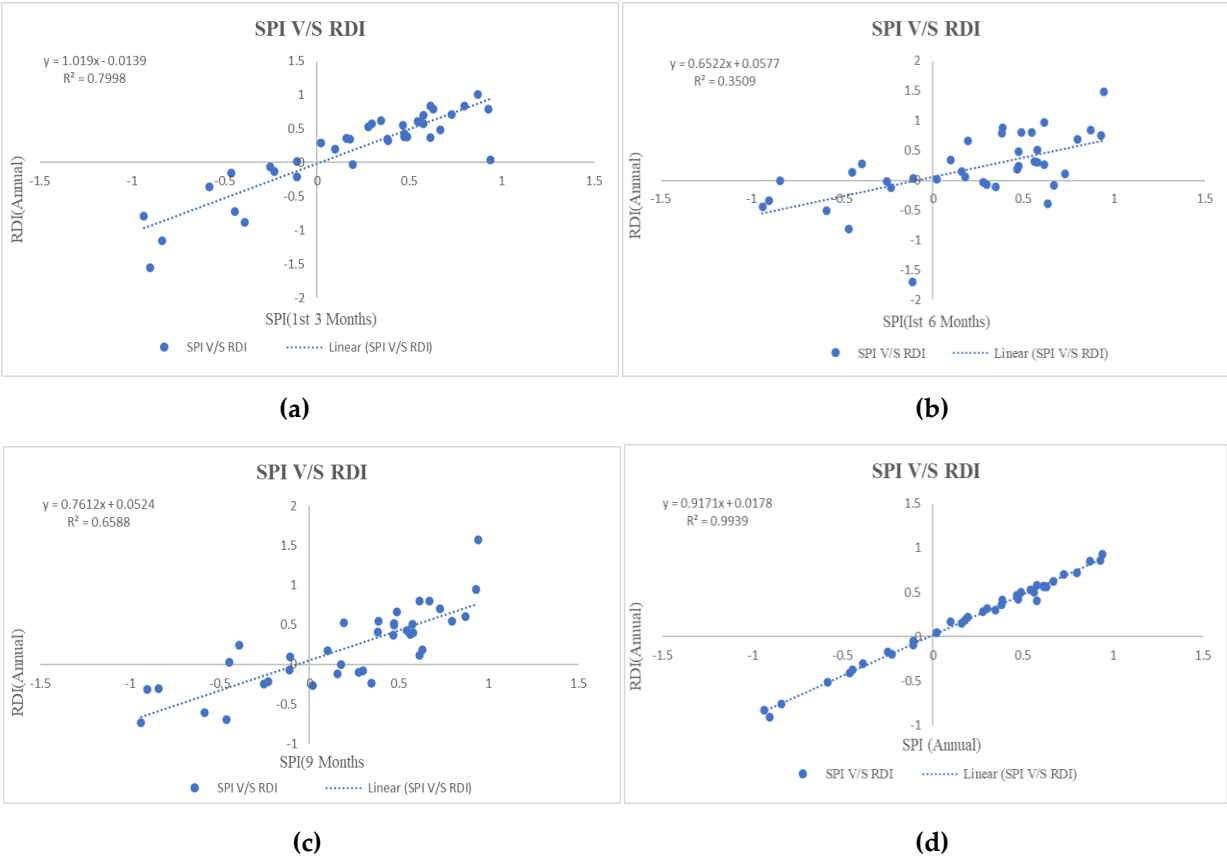 SPI V/S RDI
y = 1.019x - 0.0139
R² = 0.7998
1.5
1
0.5
0
-0.5
-1
-1.5
-2
-1.5
-1
-0.5
0
0.5
1
1.5
RDI(Annual)
SPI(1st 3 Months)
SPI V/S RDI
Linear (SPI V/S RDI)
(a)
SPI V/S RDI
y = 0.6522x + 0.0577
R² = 0.3509
2
1.5
1
0.5
0
-0.5
-1
-1.5
-2
-1.5
-1
-0.5
0
0.5
1
1.5
RDI(Annual)
SPI(Ist 6 Months)
SPI V/S RDI
Linear (SPI V/S RDI)
(b)
SPI V/S RDI
y = 0.7612x + 0.0524
R² = 0.6588
2
1.5
1
0.5
0
-0.5
-1
-1.5
-1
-0.5
0
0.5
1
1.5
RDI(Anuual)
SPI(9 Months
SPI V/S RDI
Linear (SPI V/S RDI)
(c)
SPI V/S RDI
y = 0.9171x + 0.0178
R² = 0.9939
1.5
1
0.5
0
-0.5
-1
-1.5
-1
-0.5
0
0.5
1
1.5
RDI(Annual)
SPI (Annual)
SPI V/S RDI
Linear (SPI V/S RDI)
(d)